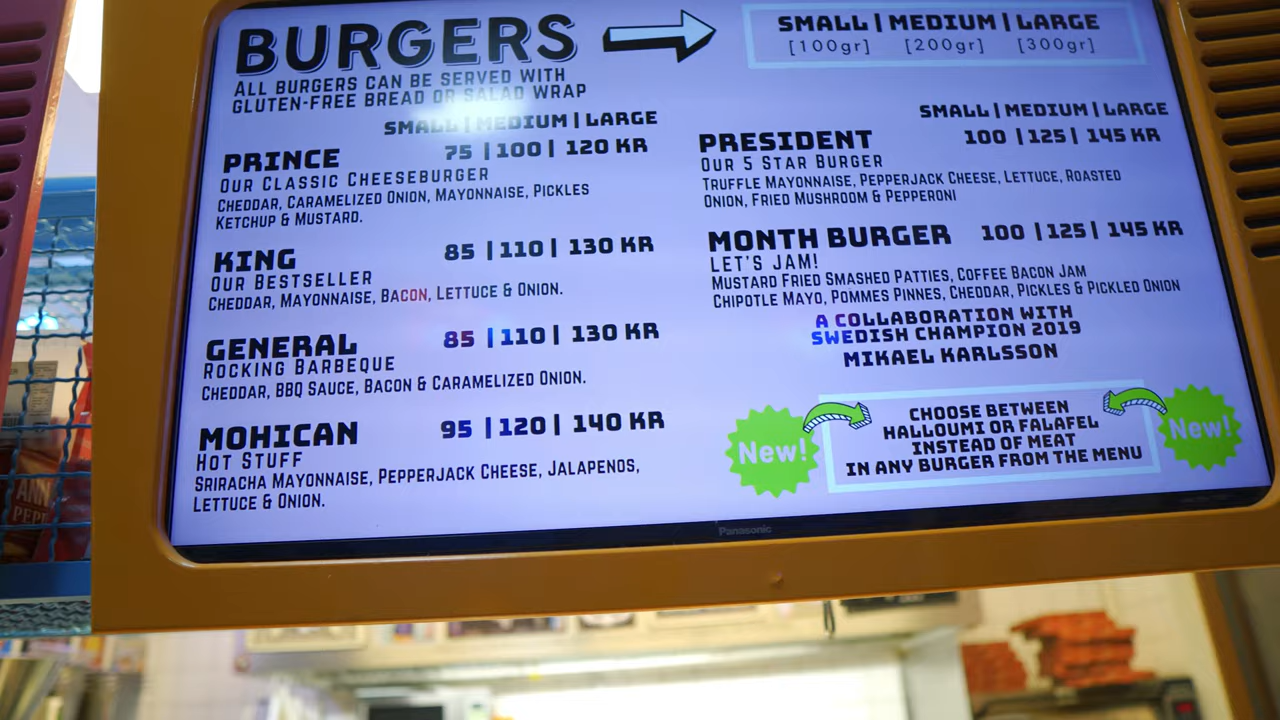 BURGERS
ALL BURGERS CAN BE SERVED WITH
GLUTEN-FREE BREAD OR SALAD WRAP
SMALL | MEDIUM | LARGE
[100gr] [200gr] [300gr]
SMALL | MEDIUM | LARGE
PRINCE 75 | 100 | 120 KR
OUR CLASSIC CHEESEBURGER
CHEDDAR, CARAMELIZED ONION, MAYONNAISE, PICKLES
KETCHUP & MUSTARD.
KING 85 | 110 | 130 KR
OUR BESTSELLER
CHEDDAR, MAYONNAISE, BACON, LETTUCE & ONION.
GENERAL 85 | 110 | 130 KR
ROCKING BARBEQUE
CHEDDAR, BBQ SAUCE, BACON & CARAMELIZED ONION.
MOHICAN 95 | 120 | 140 KR
HOT STUFF
SRIRACHA MAYONNAISE, PEPPERJACK CHEESE, JALAPENOS,
LETTUCE & ONION.
SMALL | MEDIUM | LARGE
PRESIDENT 100 | 125 | 145 KR
OUR 5 STAR BURGER
TRUFFLE MAYONNAISE, PEPPERJACK CHEESE, LETTUCE, ROASTED
ONION, FRIED MUSHROOM & PEPPERONI
MONTH BURGER 100 | 125 | 145 KR
LET'S JAM!
MUSTARD FRIED SMASHED PATTIES, COFFEE BACON JAM
CHIPOTLE MAYO, POMMES PINNES, CHEDDAR, PICKLES & PICKLED ONION
A COLLABORATION WITH
SWEDISH CHAMPION 2019
MIKAEL KARLSSON
New!
CHOOSE BETWEEN
HALLOUMI OR FALAFEL
INSTEAD OF MEAT
IN ANY BURGER FROM THE MENU
New!
Panasonic